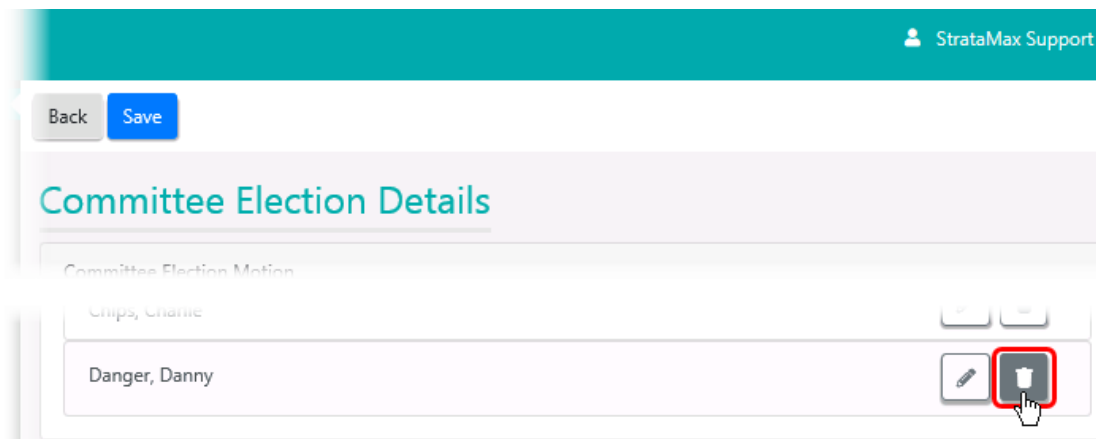 StrataMax Support
Back Save
Committee Election Details
Committee Election Motion
Chips, Charlie
Danger, Danny